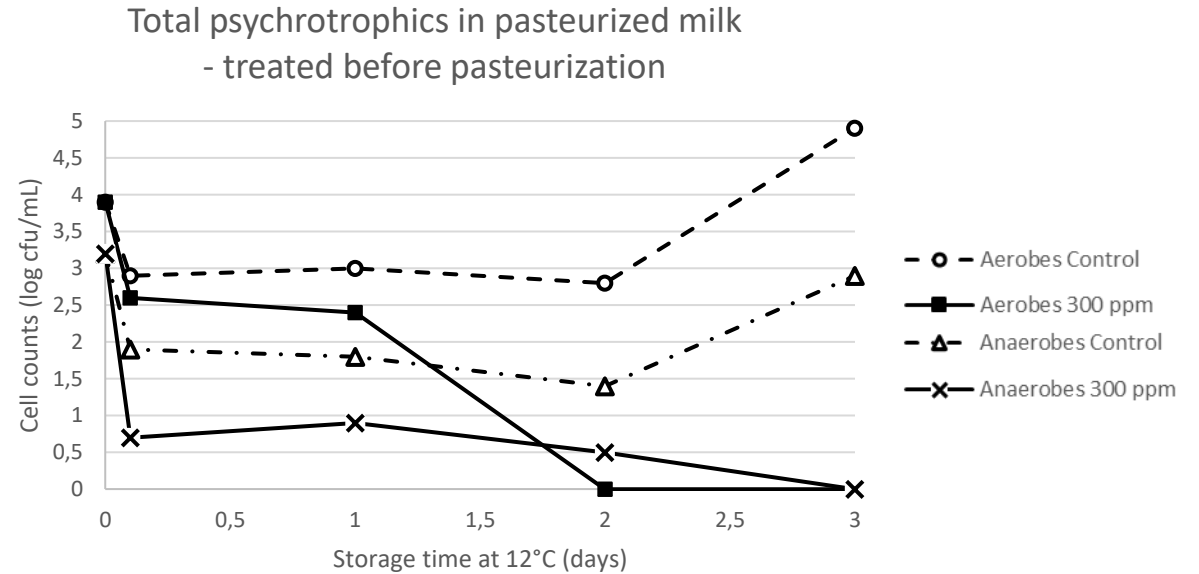 Total psychrotrophics in pasteurized milk
- treated before pasteurization
Cell counts (log cfu/mL)
5
4,5
4
3,5
3
2,5
2
1,5
1
0,5
0
0 0,5 1 1,5 2 2,5 3
Storage time at 12°C (days)
Aerobes Control
Aerobes 300 ppm
Anaerobes Control
Anaerobes 300 ppm